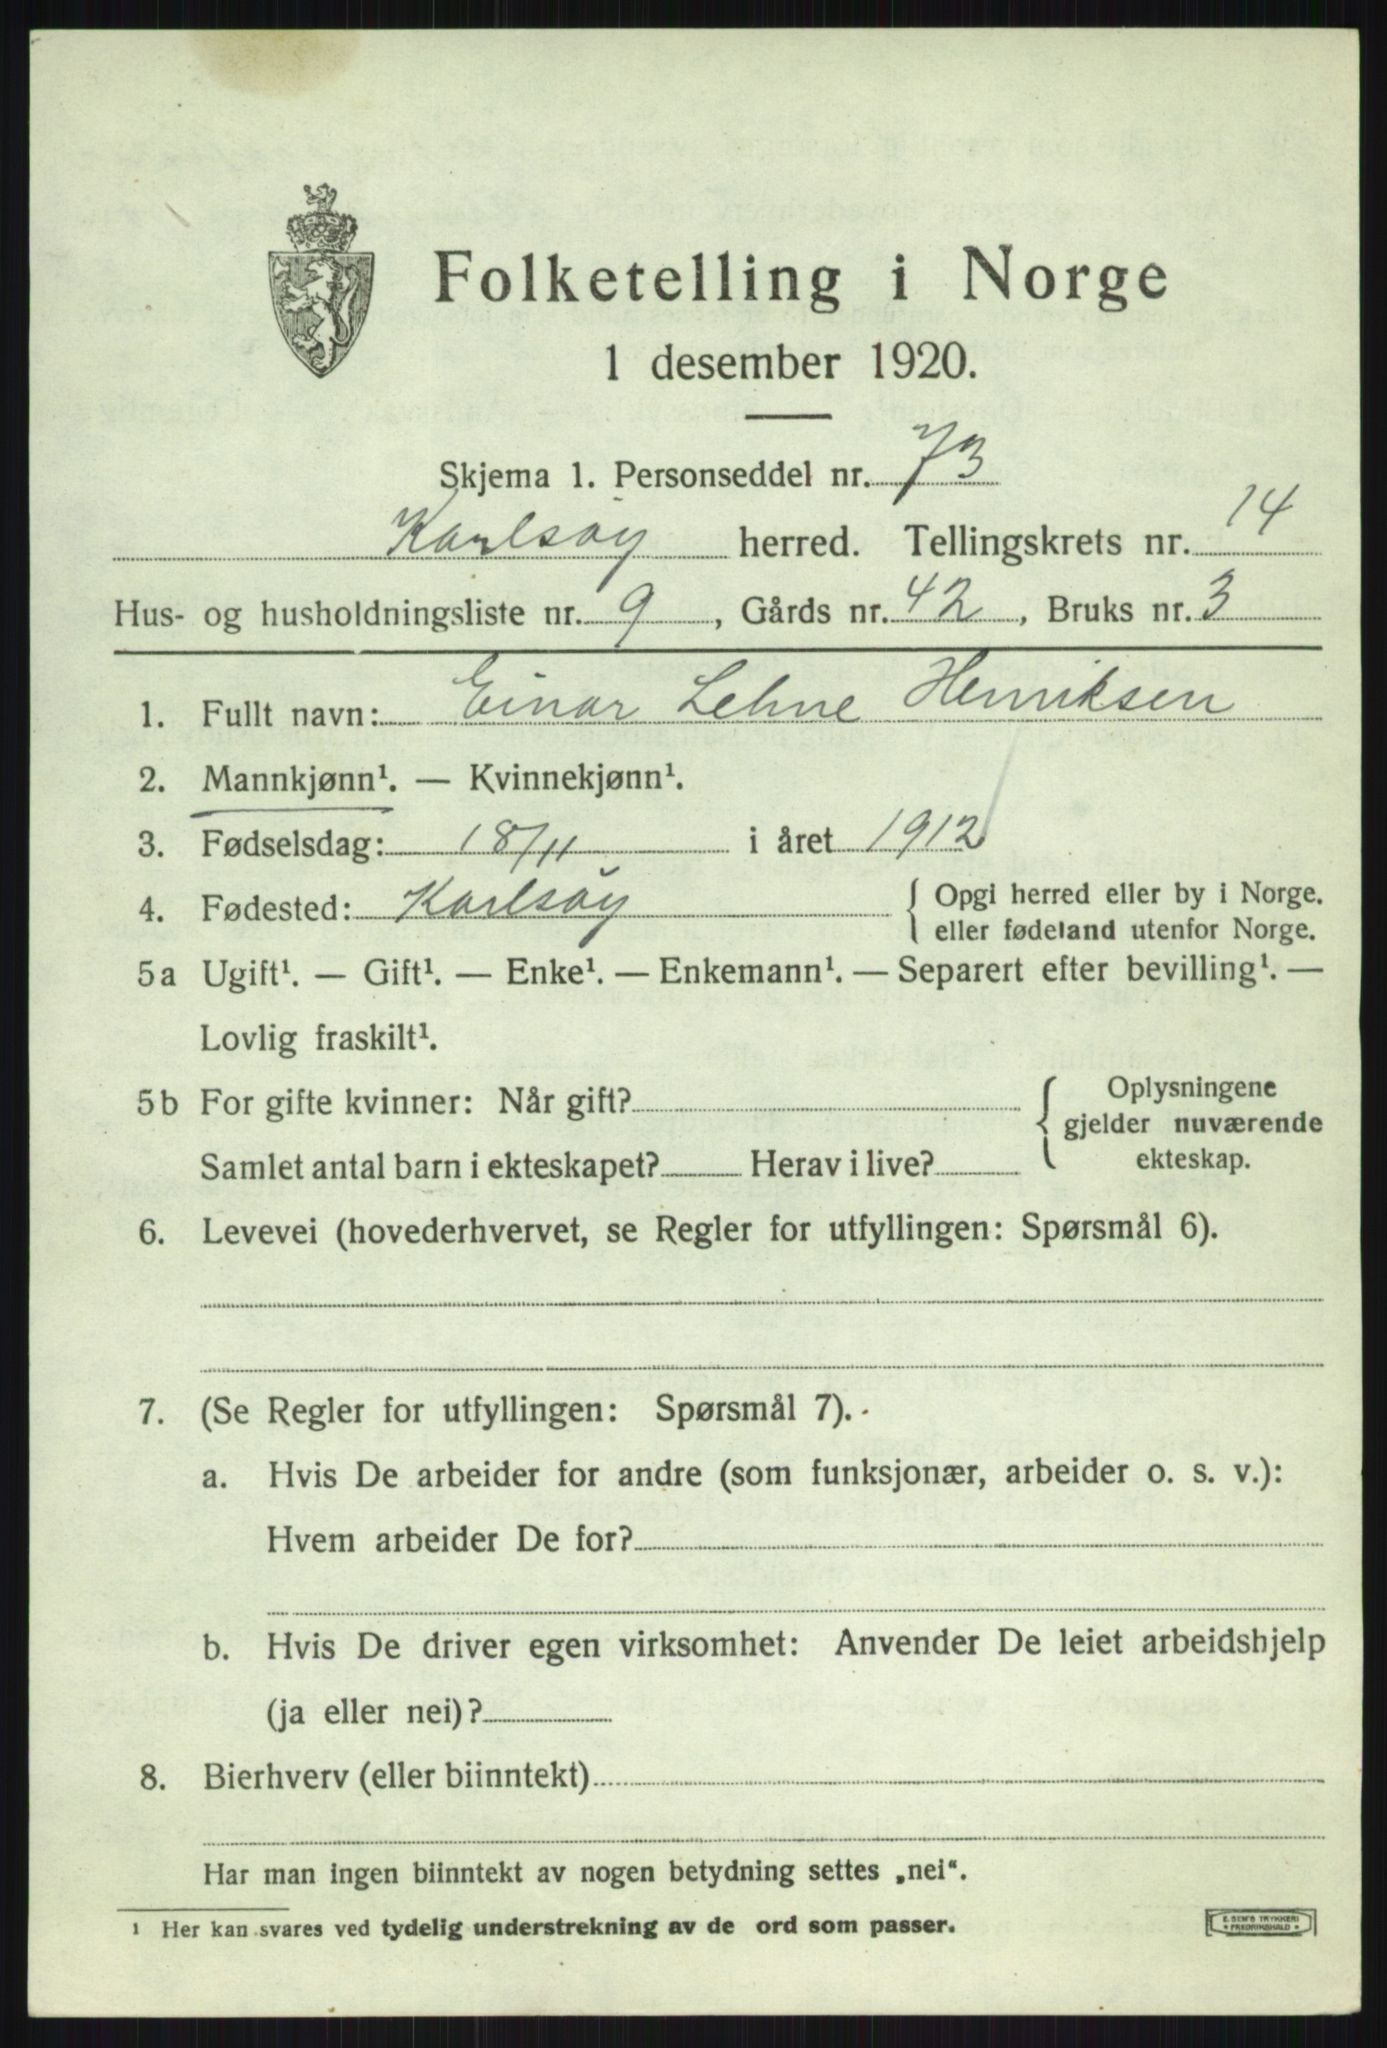 Folketelling i Norge
1 desember 1920.
Skjema 1. Personseddel nr. 73
Karlsøy herred. Tellingskrets nr. 14
Hus- og husholdningsliste nr. 9, Gårds nr. 42, Bruks nr. 3
1. Fullt navn: Einar Lehne Henriksen
2. Mannkjønn¹. — Kvinnekjønn¹.
3. Fødselsdag: 18/11 i året 1912
4. Fødested: Karlsøy { Opgi herred eller by i Norge.
eller fødeland utenfor Norge.
5a Ugift¹. — Gift¹. — Enke¹. — Enkemann¹. — Separert efter bevilling¹. —
Lovlig fraskilt¹.
5b For gifte kvinner: Når gift? { Oplysningene
gjelder nuværende
Samlet antal barn i ekteskapet? Herav i live? ekteskap.
6. Levevei (hovederhvervet, se Regler for utfyllingen: Spørsmål 6).
7. (Se Regler for utfyllingen: Spørsmål 7).
a. Hvis De arbeider for andre (som funksjonær, arbeider o. s. v.):
Hvem arbeider De for?
b. Hvis De driver egen virksomhet: Anvender De leiet arbeidshjelp
(ja eller nei)?
8. Bierhverv (eller biinntekt)
Har man ingen biinntekt av nogen betydning settes „nei“.
¹ Her kan svares ved tydelig understrekning av de ord som passer.
E. SEM'S TRYKKERI
FREDRIKSHALD